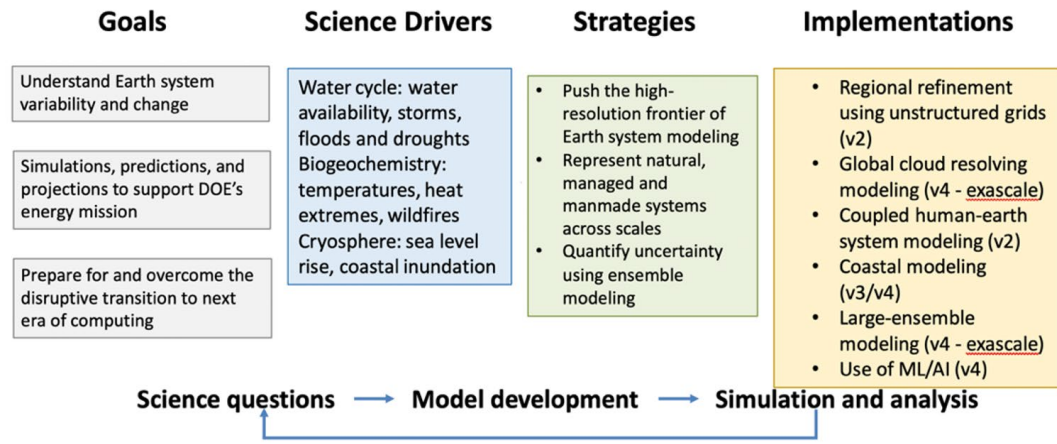 Goals
Science Drivers
Strategies
Implementations
Understand Earth system
variability and change
Simulations, predictions, and
projections to support DOE's
energy mission
Prepare for and overcome the
disruptive transition to next
era of computing
Water cycle: water
availability, storms,
floods and droughts
Biogeochemistry:
temperatures, heat
extremes, wildfires
Cryosphere: sea level
rise, coastal inundation
• Push the high-
resolution frontier of
Earth system modeling
• Represent natural,
managed and
manmade systems
across scales
• Quantify uncertainty
using ensemble
modeling
• Regional refinement
using unstructured grids
(v2)
• Global cloud resolving
modeling (v4 - exascale)
• Coupled human-earth
system modeling (v2)
• Coastal modeling
(v3/v4)
• Large-ensemble
modeling (v4 - exascale)
• Use of ML/AI (v4)
Science questions
Model development
Simulation and analysis